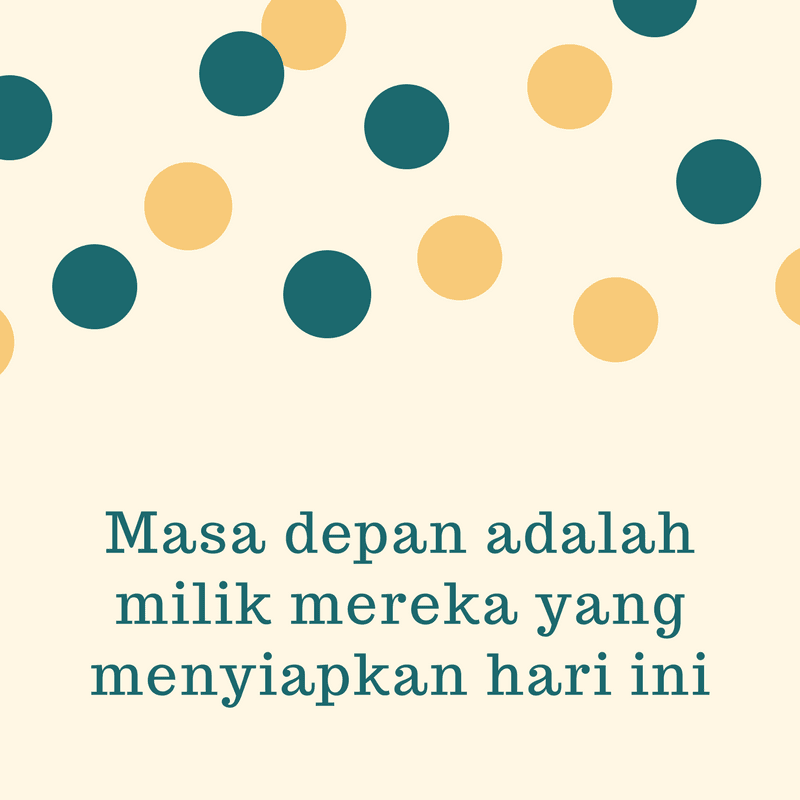 Masa depan adalah
milik mereka yang
menyiapkan hari ini